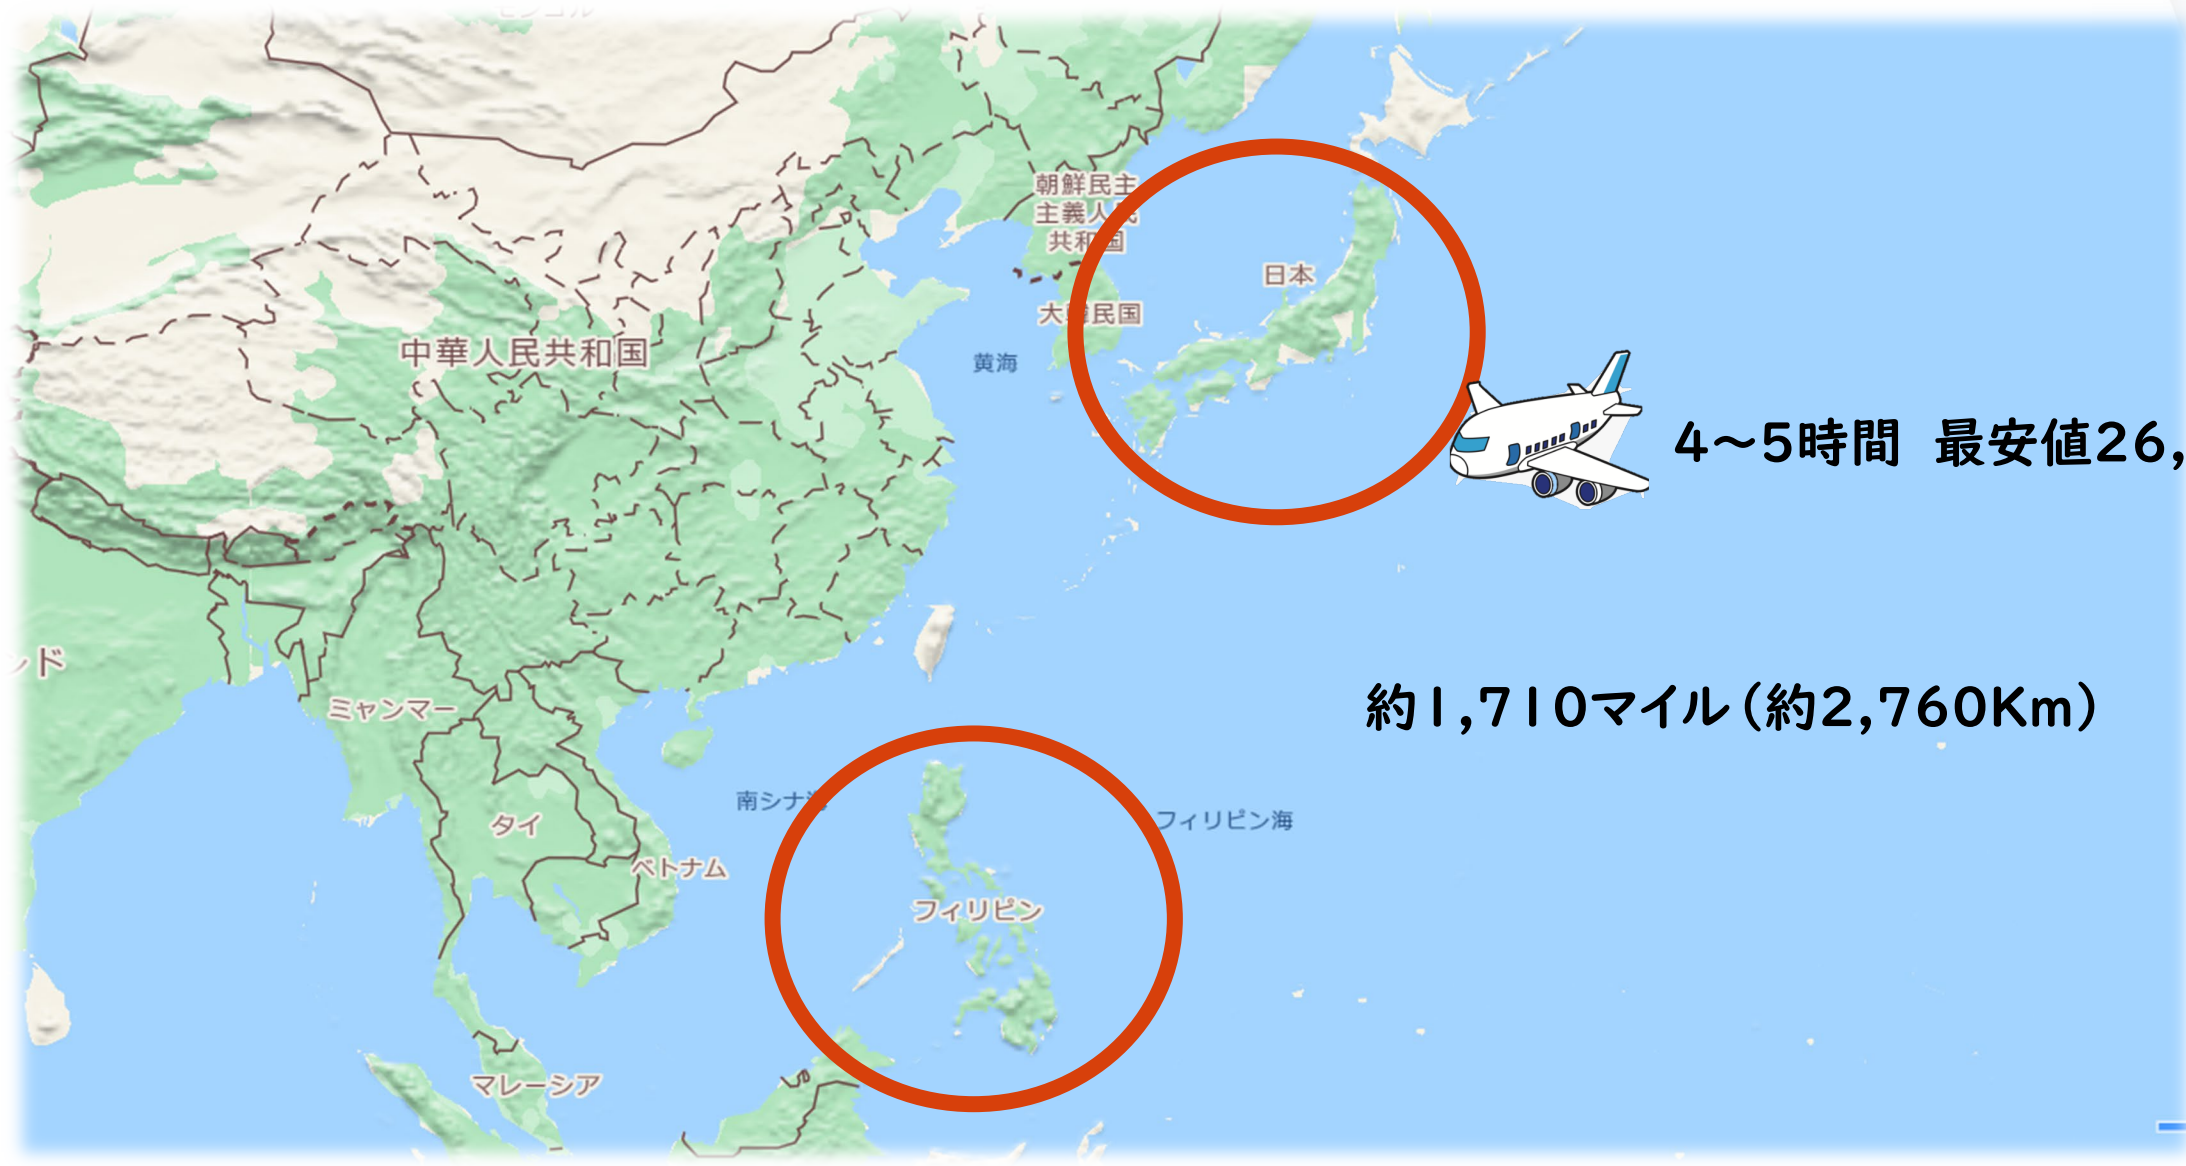 朝鮮民主
主義人民
共和国
日本
大韓民国
中華人民共和国
黄海
4～5時間 最安値26,
ンド
ミャンマー
約1,710マイル（約2,760Km）
南シナ海
フィリピン海
タイ
ベトナム
フィリピン
マレーシア